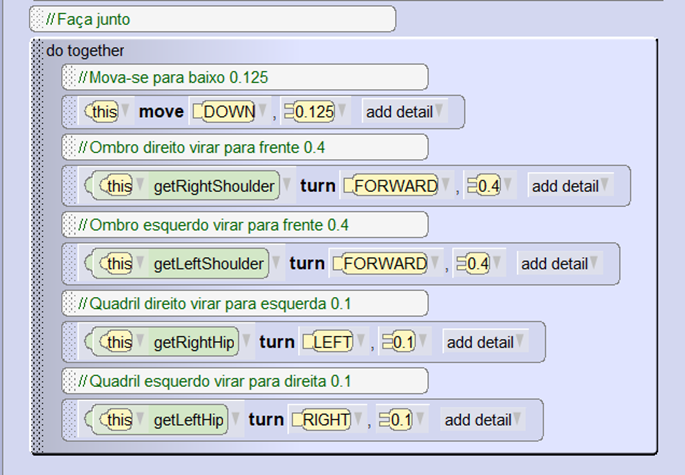 //Faça junto
do together
//Mova-se para baixo 0.125
this move DOWN , 0.125 add detail
//Ombro direito virar para frente 0.4
this getRightShoulder turn FORWARD , 0.4 add detail
//Ombro esquerdo virar para frente 0.4
this getLeftShoulder turn FORWARD , 0.4 add detail
//Quadril direito virar para esquerda 0.1
this getRightHip turn LEFT , 0.1 add detail
//Quadril esquerdo virar para direita 0.1
this getLeftHip turn RIGHT , 0.1 add detail